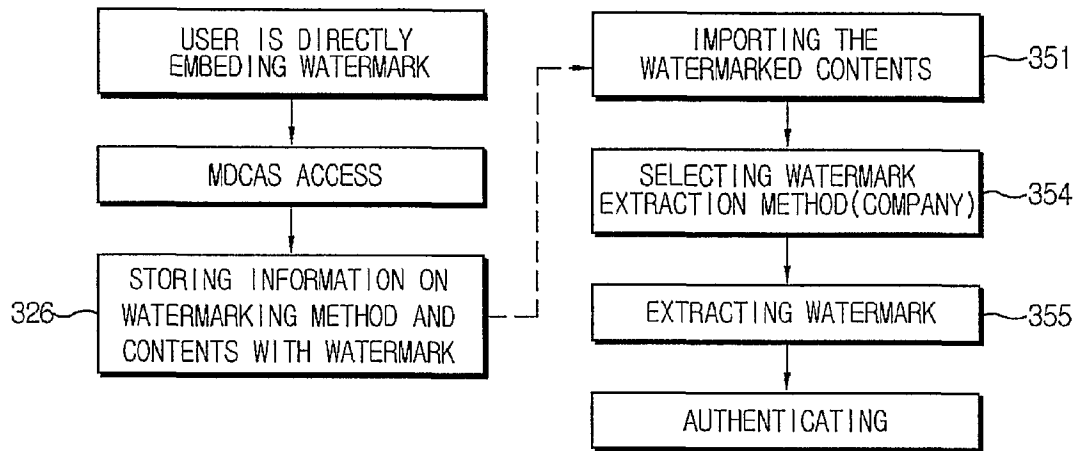 USER IS DIRECTLY
EMBEDING WATERMARK
MDCAS ACCESS
326
STORING INFORMATION ON
WATERMARKING METHOD AND
CONTENTS WITH WATERMARK
IMPORTING THE
WATERMARKED CONTENTS
351
SELECTING WATERMARK
EXTRACTION METHOD(COMPANY)
354
EXTRACTING WATERMARK
355
AUTHENTICATING